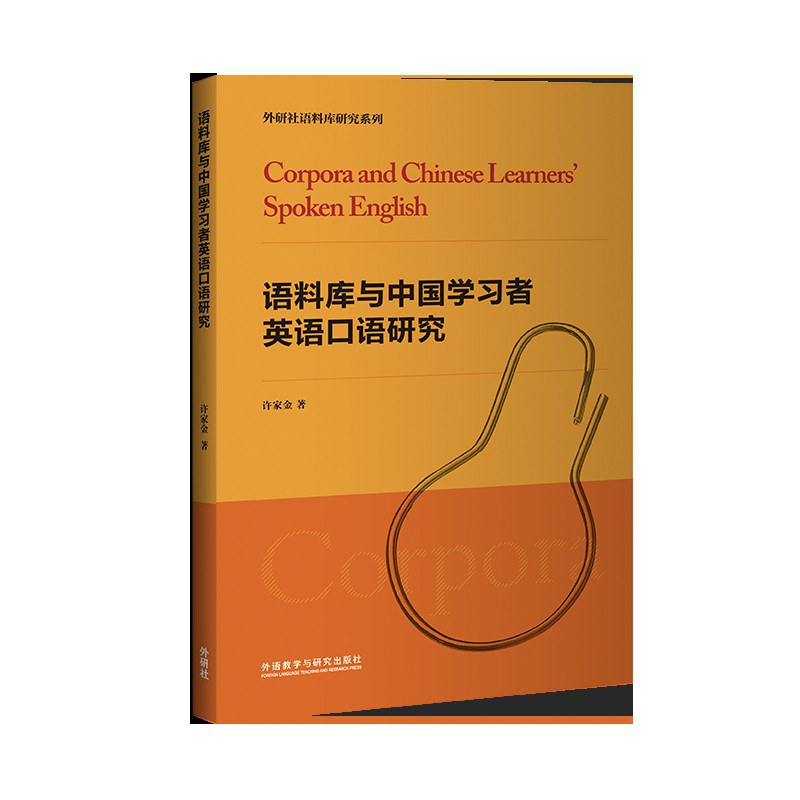 外研社语料库研究系列
Corpora and Chinese Learners'
Spoken English
语料库与中国学习者
英语口语研究
许家金 著
Corpora
外语教学与研究出版社
FOREIGN LANGUAGE TEACHING AND RESEARCH PRESS
语料库与中国学习者英语口语研究
许家金 著
外研社